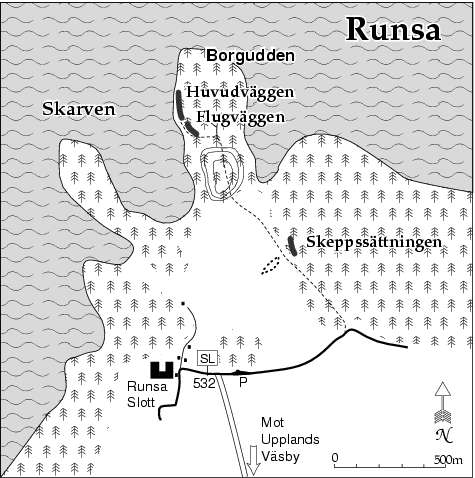 Runsa
Borgudden
Huvudväggen
Skarven
Flugväggen
Skeppssättningen
SL
532
P
Runsa
Slott
Mot
Upplands
Väsby
N
0 500m